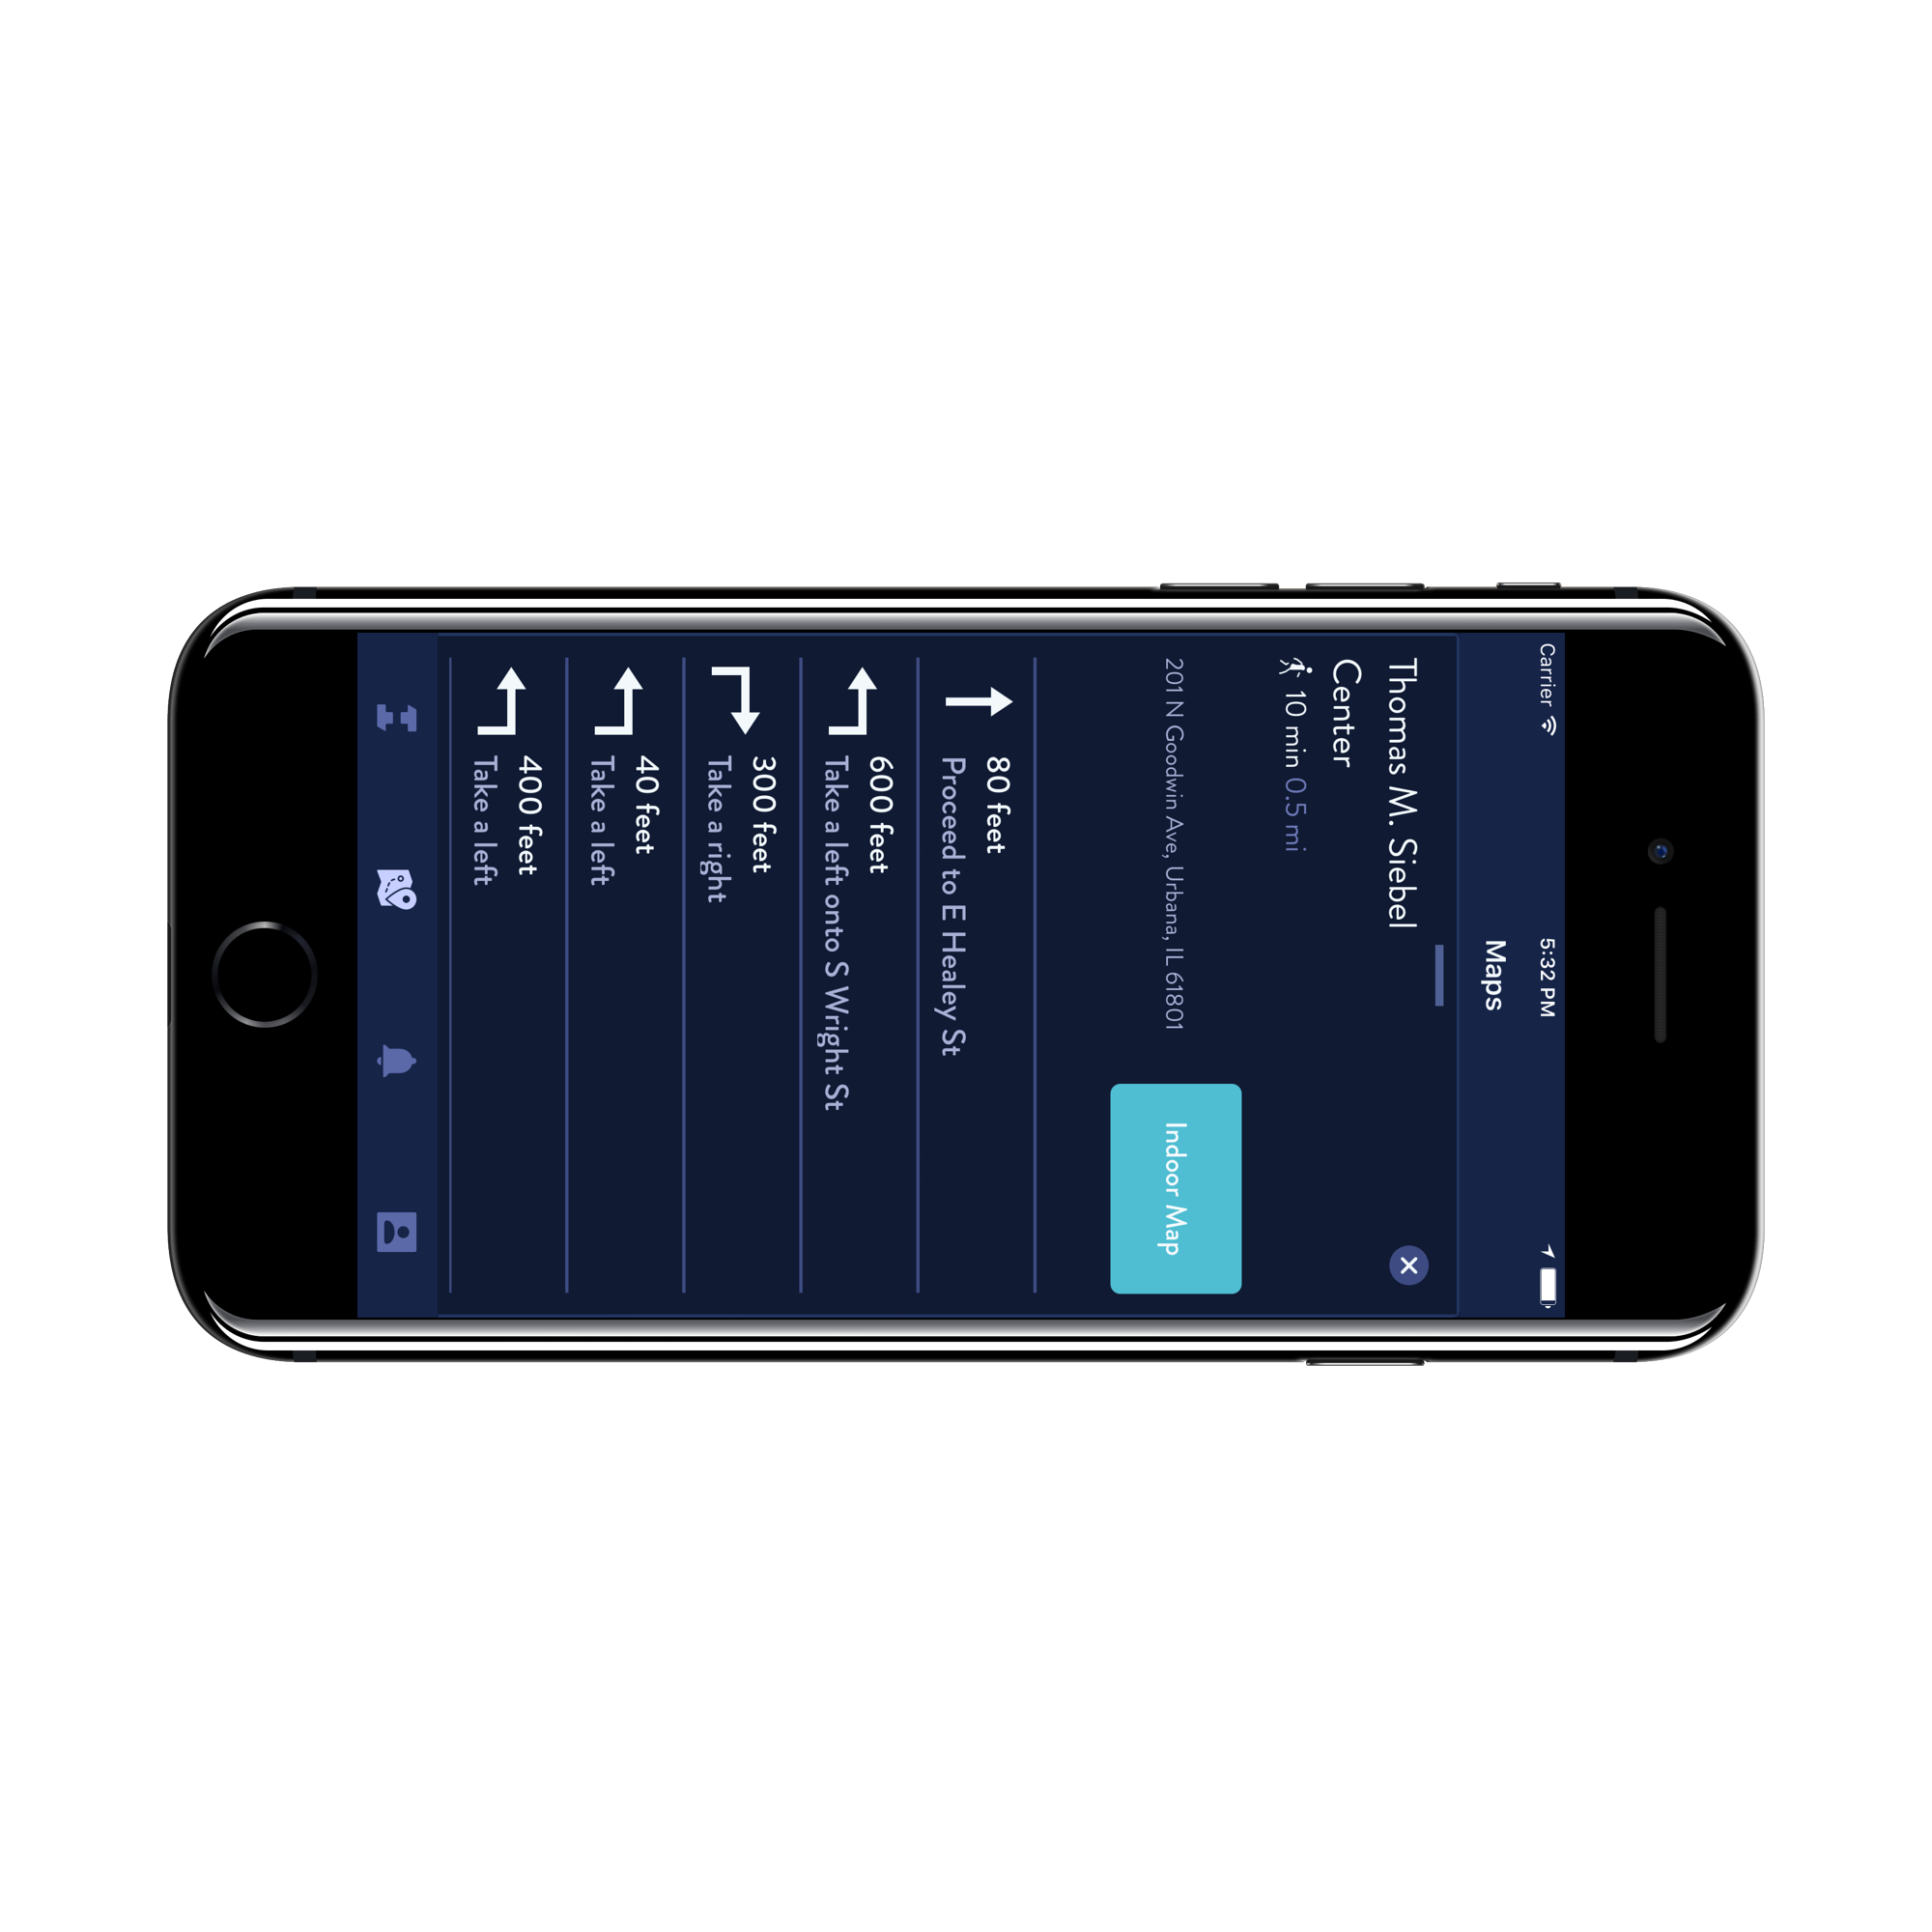 Carrier
5:32 PM
Maps
Thomas M. Siebel
Center
10 min 0.5 mi
201 N Goodwin Ave, Urbana, IL 61801
Indoor Map
80 feet
Proceed to E Healey St
600 feet
Take a left onto S Wright St
300 feet
Take a right
40 feet
Take a left
400 feet
Take a left